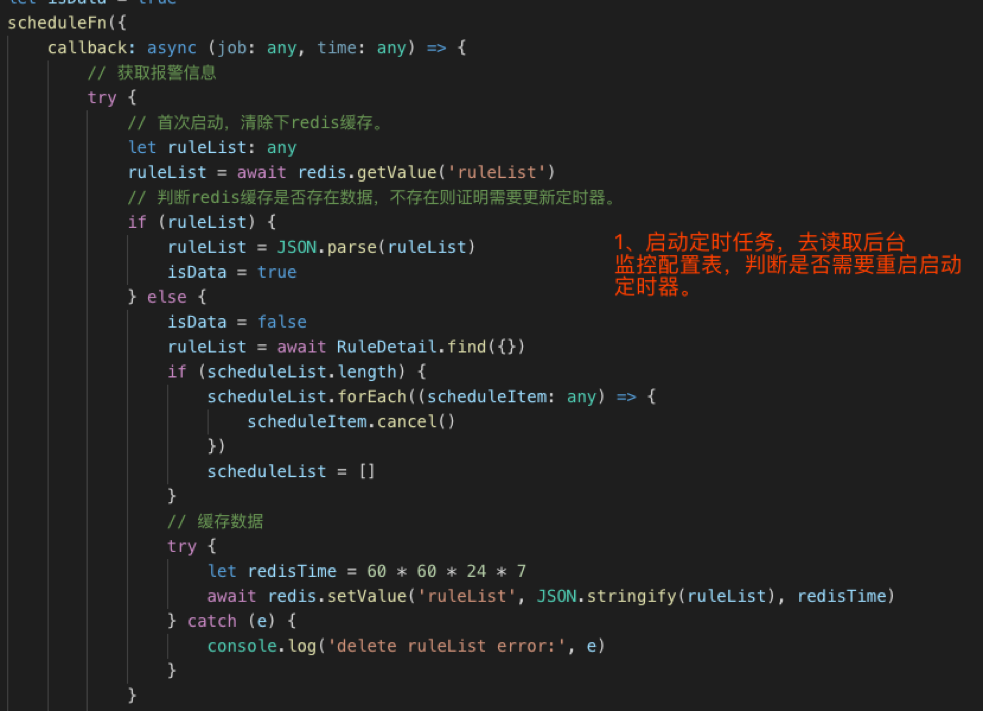 let isData = true
scheduleFn({
callback: async (job: any, time: any) => {
// 获取报警信息
try {
// 首次启动，清除下redis缓存。
let ruleList: any
ruleList = await redis.getValue('ruleList')
// 判断redis缓存是否存在数据，不存在则证明需要更新定时器。
if (ruleList) {
ruleList = JSON.parse(ruleList)
isData = true
} else {
isData = false
ruleList = await RuleDetail.find({})
if (scheduleList.length) {
scheduleList.forEach((scheduleItem: any) => {
scheduleItem.cancel()
})
scheduleList = []
}
// 缓存数据
try {
let redisTime = 60 * 60 * 24 * 7
await redis.setValue('ruleList', JSON.stringify(ruleList), redisTime)
} catch (e) {
console.log('delete ruleList error:', e)
}
}
1、启动定时任务，去读取后台
监控配置表，判断是否需要重启启动
定时器。